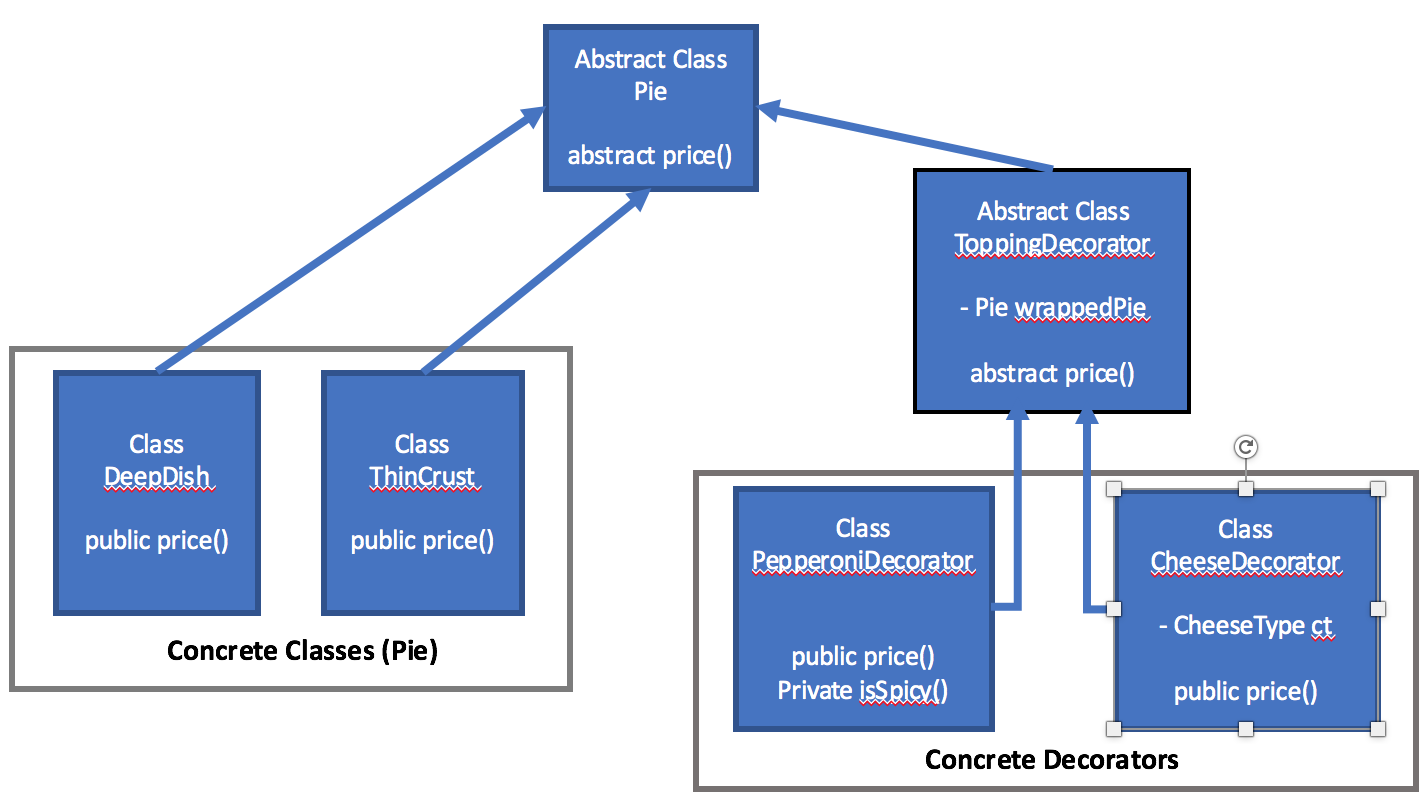 Abstract Class
Pie
abstract price()
Abstract Class
ToppingDecorator
- Pie wrappedPie
abstract price()
Class
DeepDish
public price()
Class
ThinCrust
public price()
Concrete Classes (Pie)
Class
PepperoniDecorator
public price()
Private isSpicy()
Class
CheeseDecorator
- CheeseType ct
public price()
Concrete Decorators